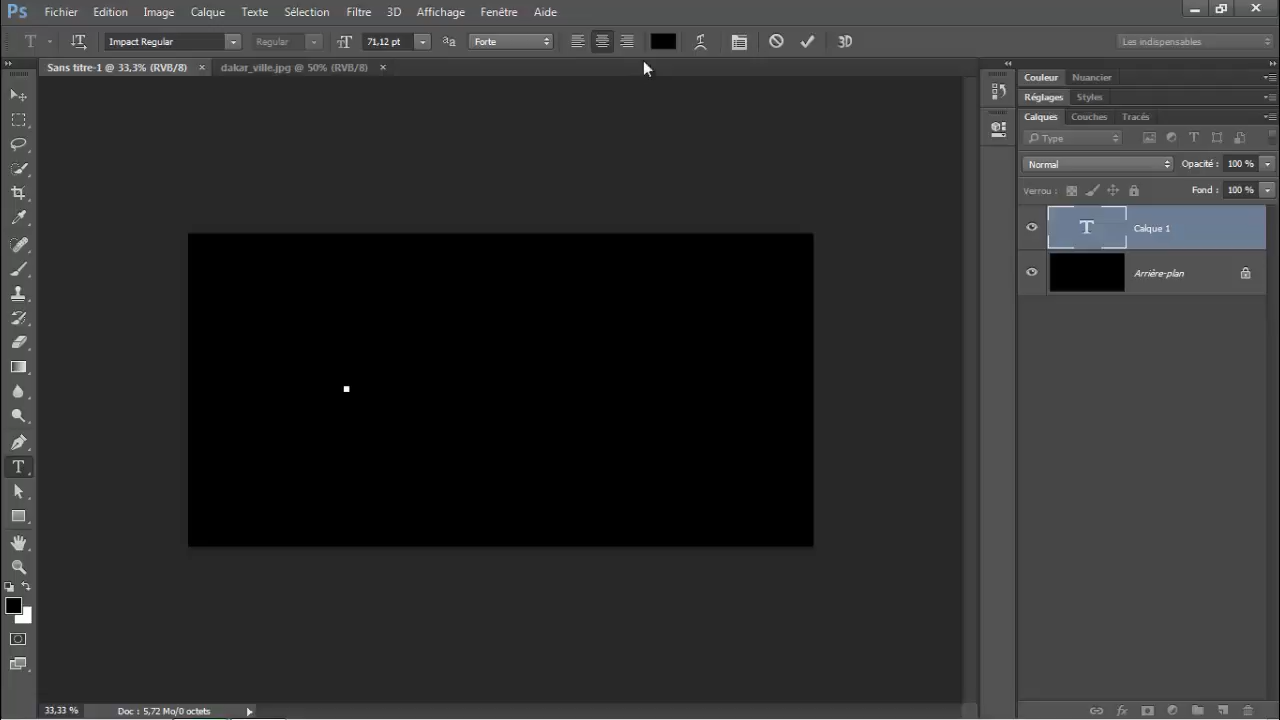 Ps Fichier Edition Image Calque Texte Sélection Filtre 3D Affichage Fenêtre Aide
T Impact Regular Regular 71,12 pt aa Forte 3D Les indispensables
Sans titre-1 @ 33,3% (RVB/8) × dakar_ville.jpg @ 50% (RVB/8) ×
Couleur Nuancier
Réglages Styles
Calques Couches Tracés
Type
Normal Opacité : 100 %
Verrou : Fond : 100 %
T Calque 1
Arrière-plan
33,33 % Doc : 5,72 Mo/0 octets